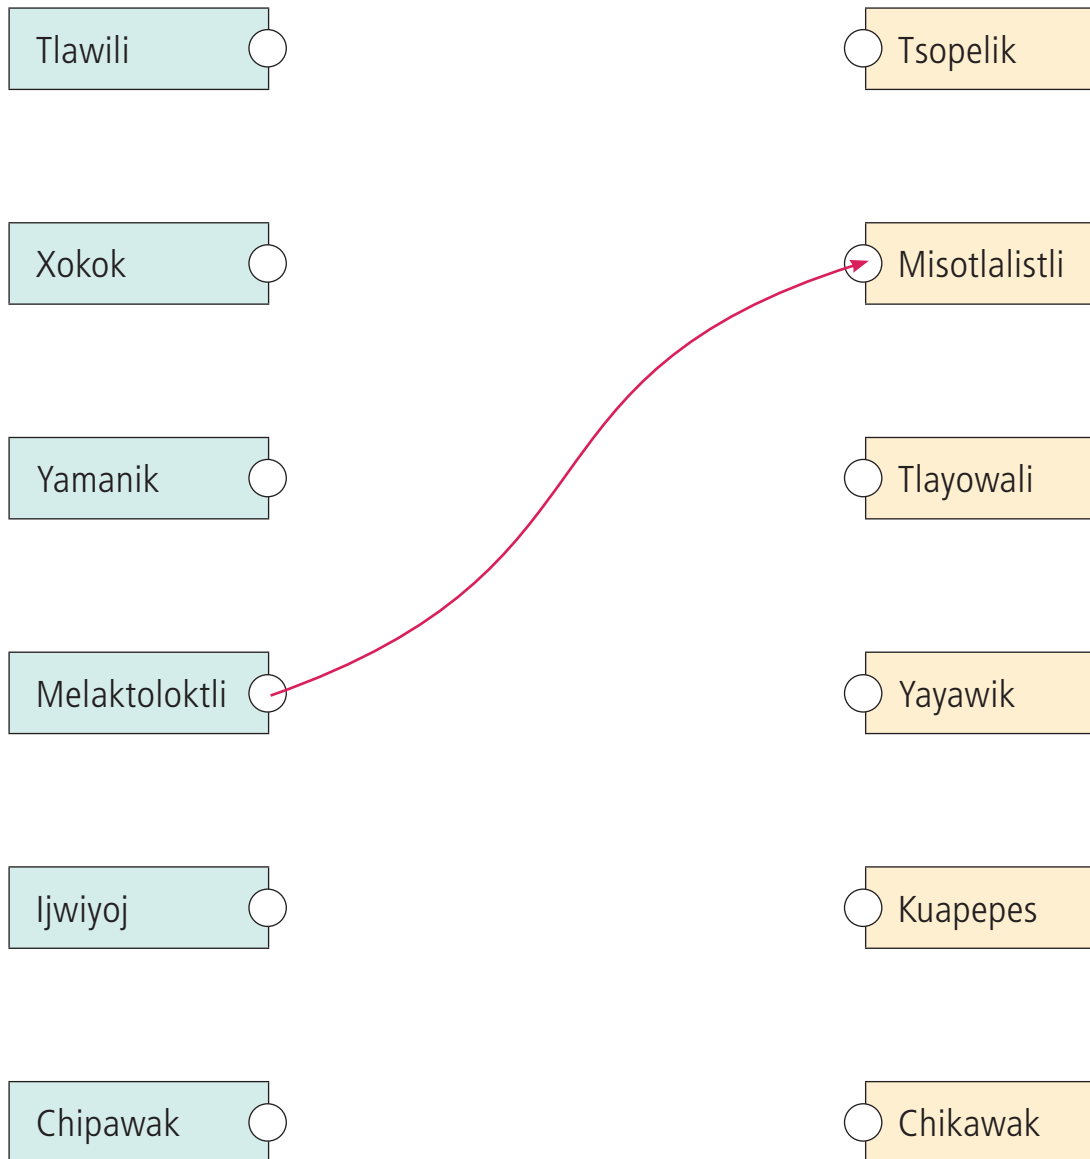 Tlawili
Tsopelik
Xokok
Misotlalistli
Yamanik
Tlayowali
Melaktoloktli
Yayawik
Ijwiyoj
Kuapepes
Chipawak
Chikawak